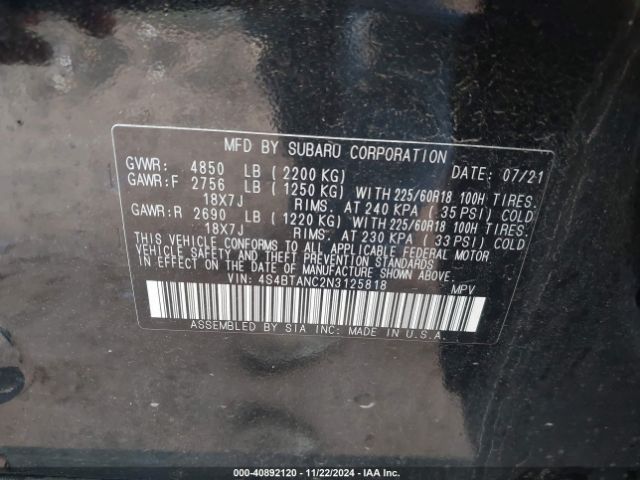 MFD BY SUBARU CORPORATION
GVWR: 4850 LB (2200 KG) DATE: 07/21
GAWR:F 2756 LB (1250 KG) WITH 225/60R18 100H TIRES.
18X7J RIMS. AT 240 KPA (35 PSI) COLD
GAWR:R 2690 LB (1220 KG) WITH 225/60R18 100H TIRES.
18X7J RIMS. AT 230 KPA (33 PSI) COLD
THIS VEHICLE CONFORMS TO ALL APPLICABLE FEDERAL MOTOR
VEHICLE SAFETY AND THEFT PREVENTION STANDARDS
IN EFFECT ON THE DATE OF MANUFACTURE SHOWN ABOVE.
VIN: 4S4BTANC2N3125818 MPV
ASSEMBLED BY SIA INC: MADE IN U.S.A.
000-40892120 - 11/22/2024 - IAA Inc.